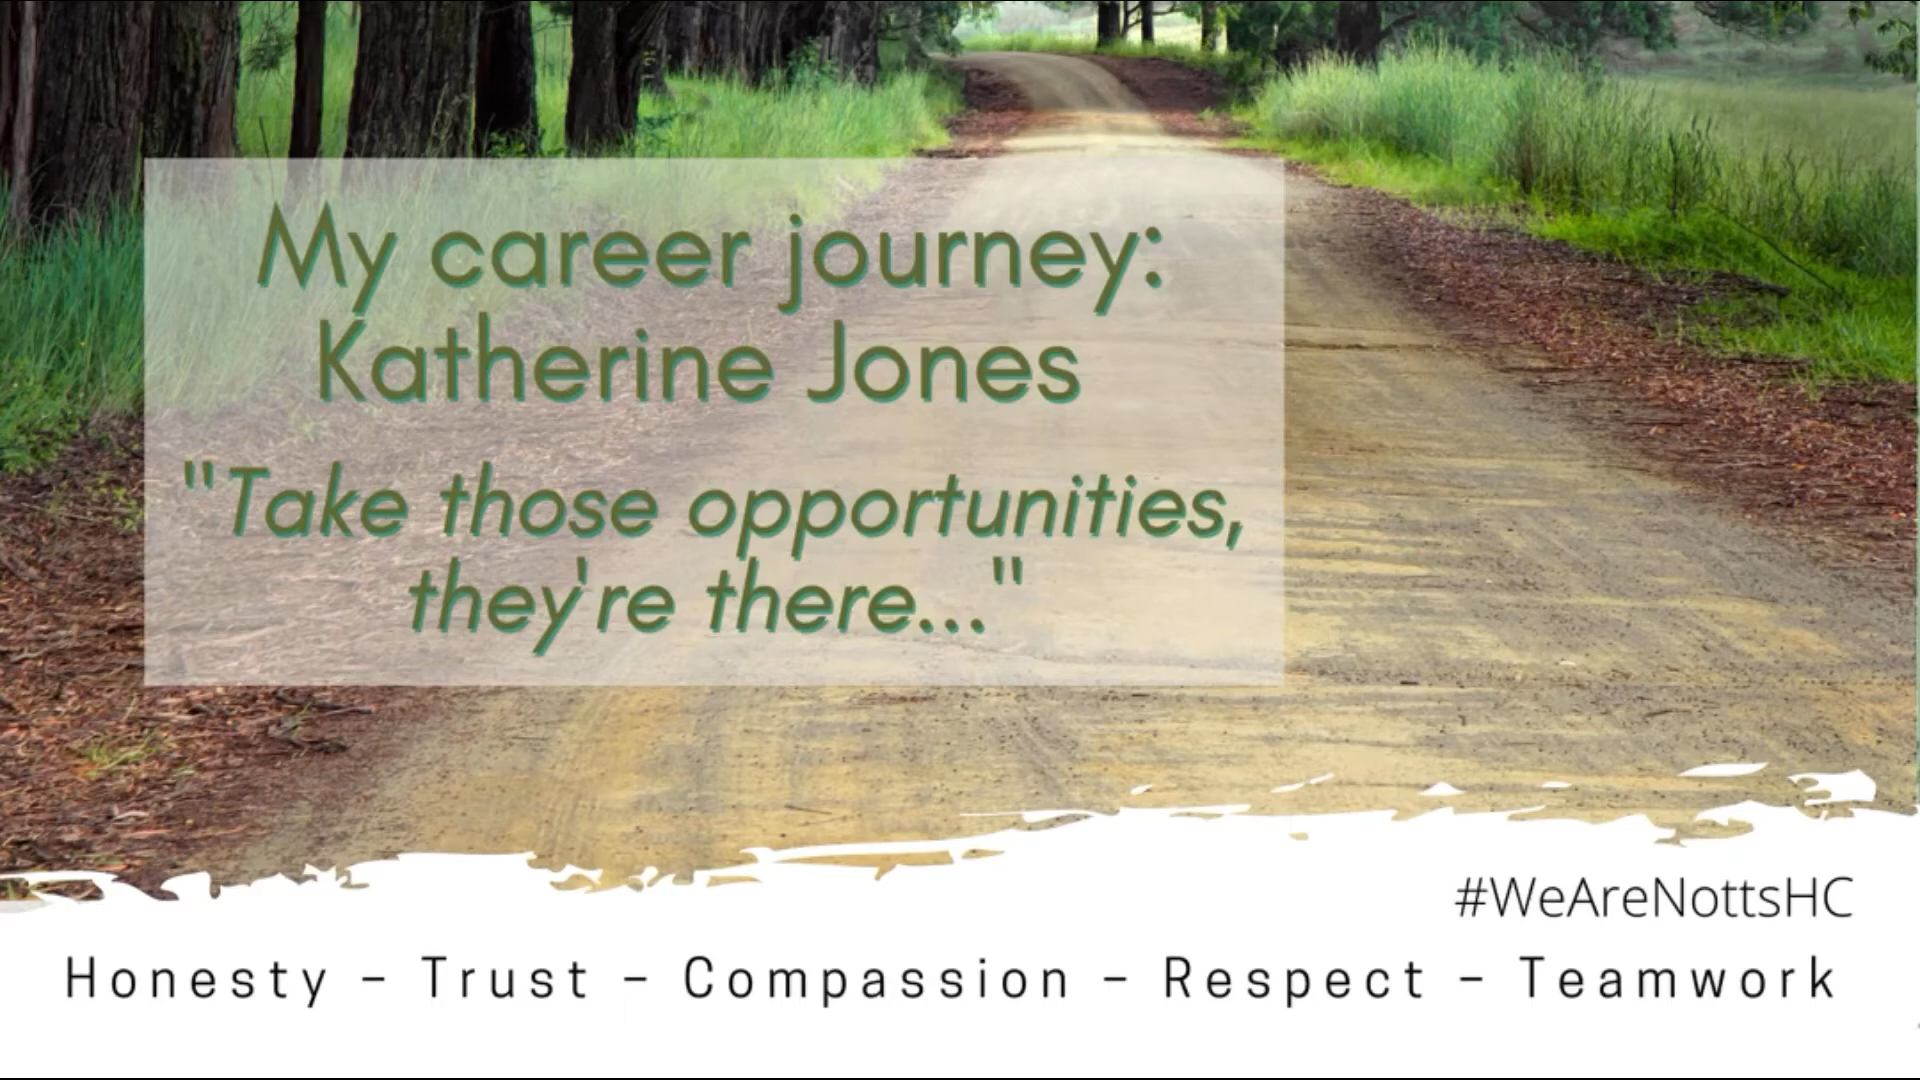 My career journey:
Katherine Jones
"Take those opportunities,
they're there..."
#WeAreNottsHC
Honesty – Trust – Compassion – Respect – Teamwork